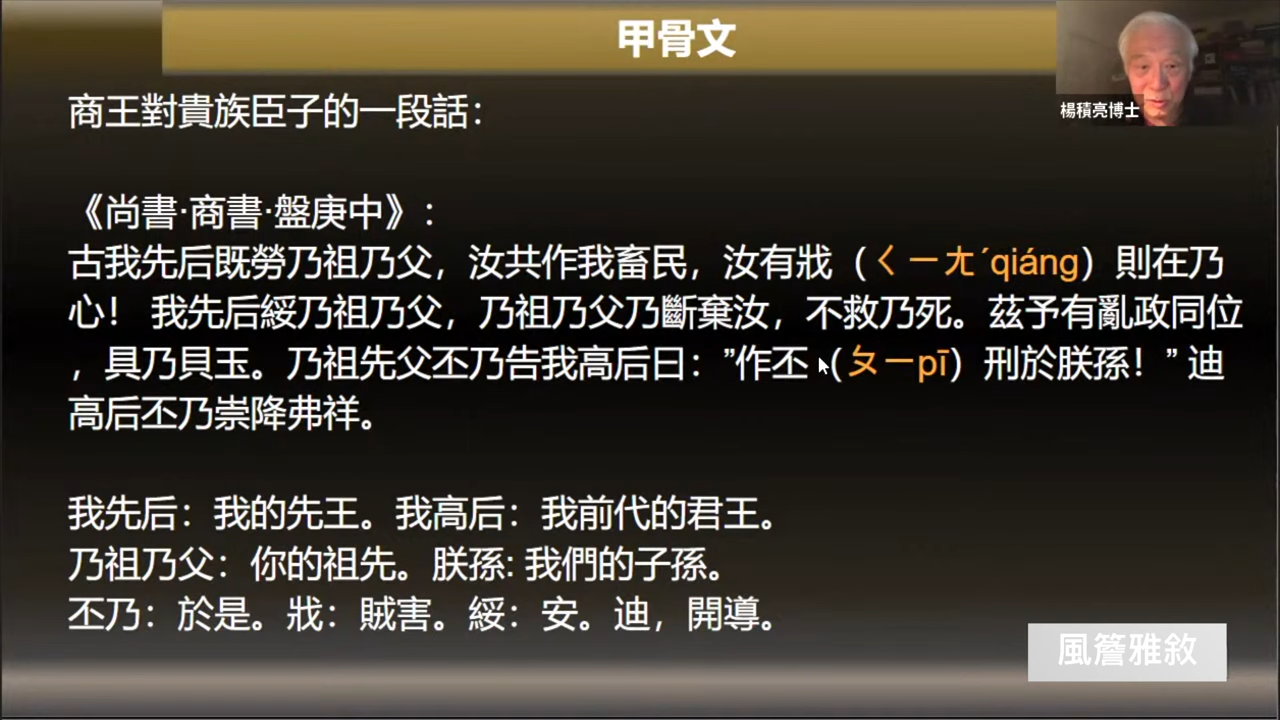 甲骨文
楊積亮博士
商王對貴族臣子的一段話：
《尚書·商書·盤庚中》：
古我先后既勞乃祖乃父，汝共作我畜民，汝有戕（ㄑㄧㄤˊqiáng）則在乃
心！ 我先后綏乃祖乃父，乃祖乃父乃斷棄汝，不救乃死。茲予有亂政同位
，具乃貝玉。乃祖先父丕乃告我高后曰：”作丕（ㄆㄧpī）刑於朕孫！” 迪
高后丕乃崇降弗祥。
我先后：我的先王。我高后：我前代的君王。
乃祖乃父：你的祖先。朕孫: 我們的子孫。
丕乃：於是。戕：賊害。綏：安。迪，開導。
風簷雅敘